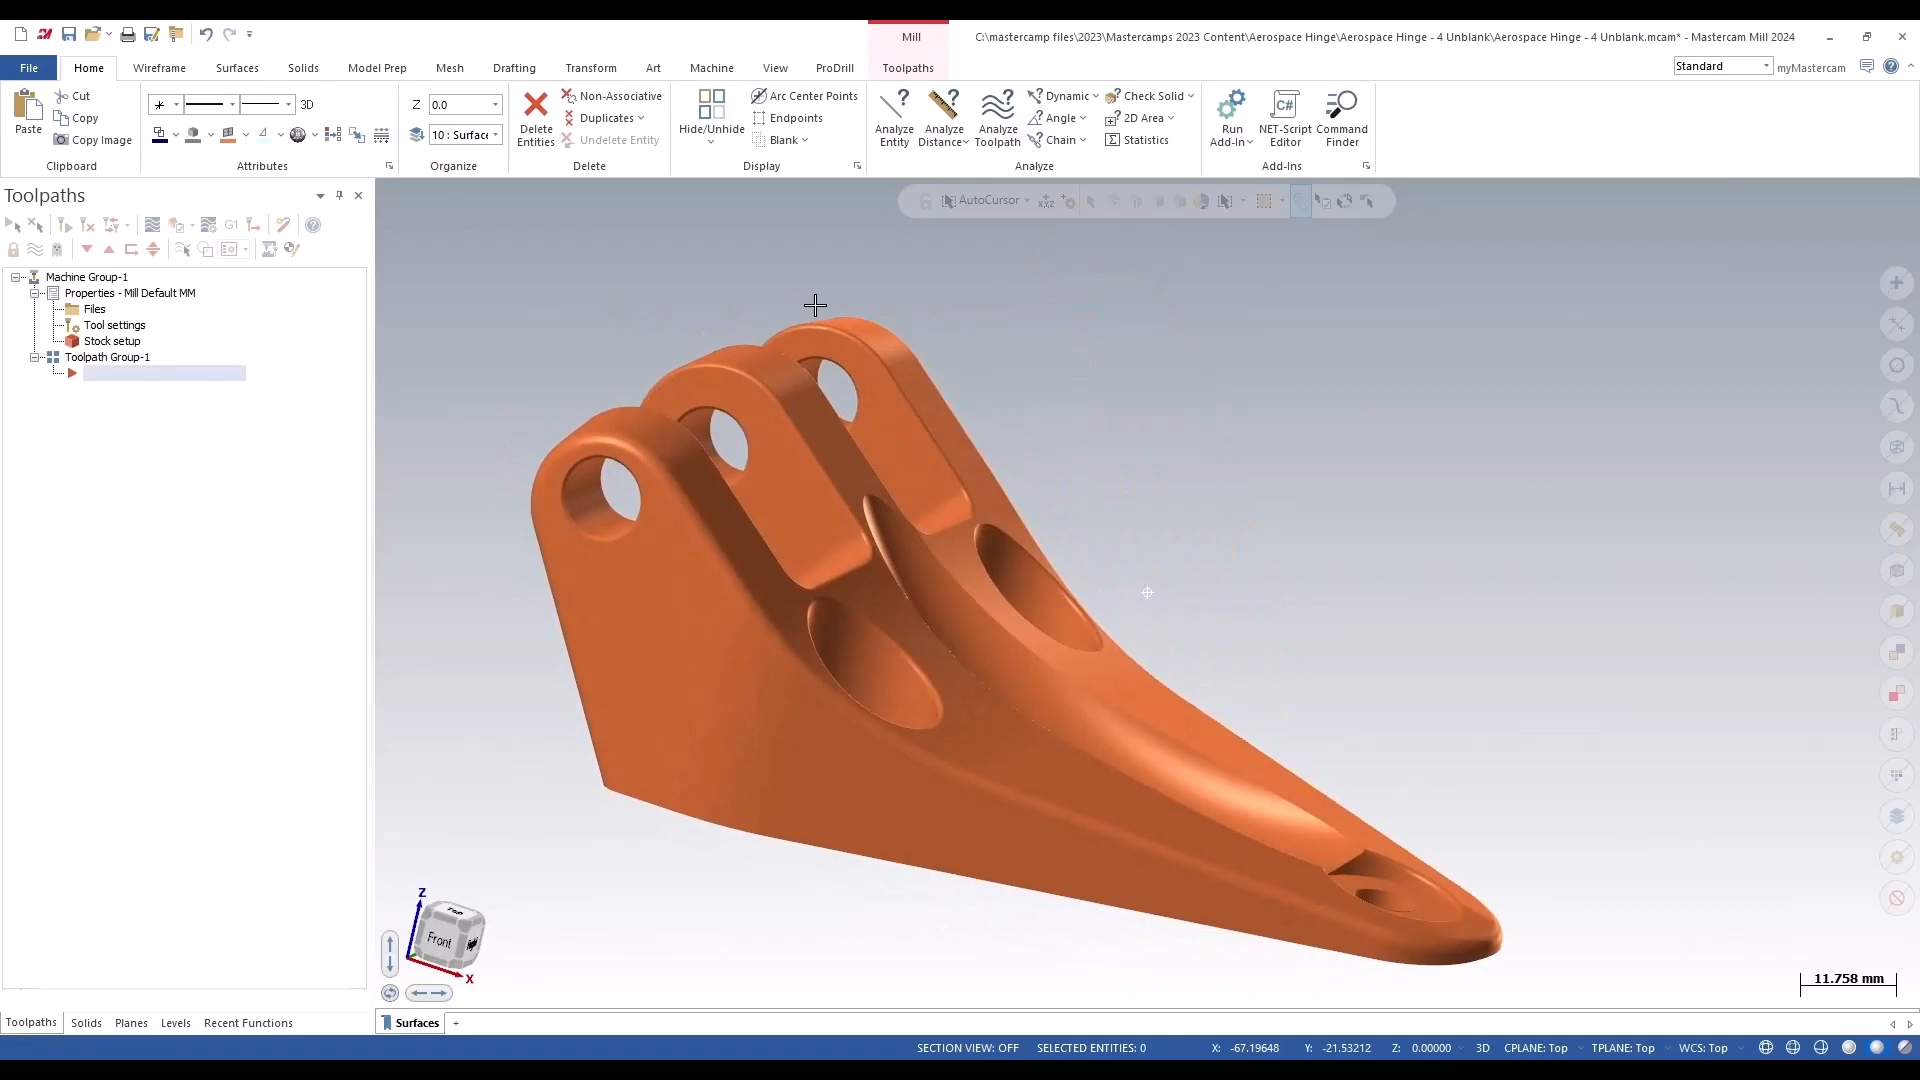 Mill
C:\mastercamp files\2023\Mastercamps 2023 Content\Aerospace Hinge\Aerospace Hinge - 4 Unblank\Aerospace Hinge - 4 Unblank.mcam* - Mastercam Mill 2024
File Home Wireframe Surfaces Solids Model Prep Mesh Drafting Transform Art Machine View ProDrill Toolpaths Standard myMastercam
Paste Cut Copy Copy Image
3D
Z 0.0
10 : Surface
Delete Entities
Non-Associative
Duplicates
Undelete Entity
Hide/Unhide
Arc Center Points
Endpoints
Blank
Analyze Entity
Analyze Distance
Analyze Toolpath
Dynamic
Angle
Chain
Check Solid
2D Area
Statistics
Run Add-In
C#
NET-Script Editor
Command Finder
Clipboard Attributes Organize Delete Display Analyze Add-Ins
Toolpaths
AutoCursor
G1
Machine Group-1
Properties - Mill Default MM
Files
Tool settings
Stock setup
Toolpath Group-1
Z
Top
Front
Right
X
11.758 mm
Toolpaths Solids Planes Levels Recent Functions
Surfaces +
SECTION VIEW: OFF SELECTED ENTITIES: 0 X: -67.19648 Y: -21.53212 Z: 0.00000 3D CPLANE: Top TPLANE: Top WCS: Top